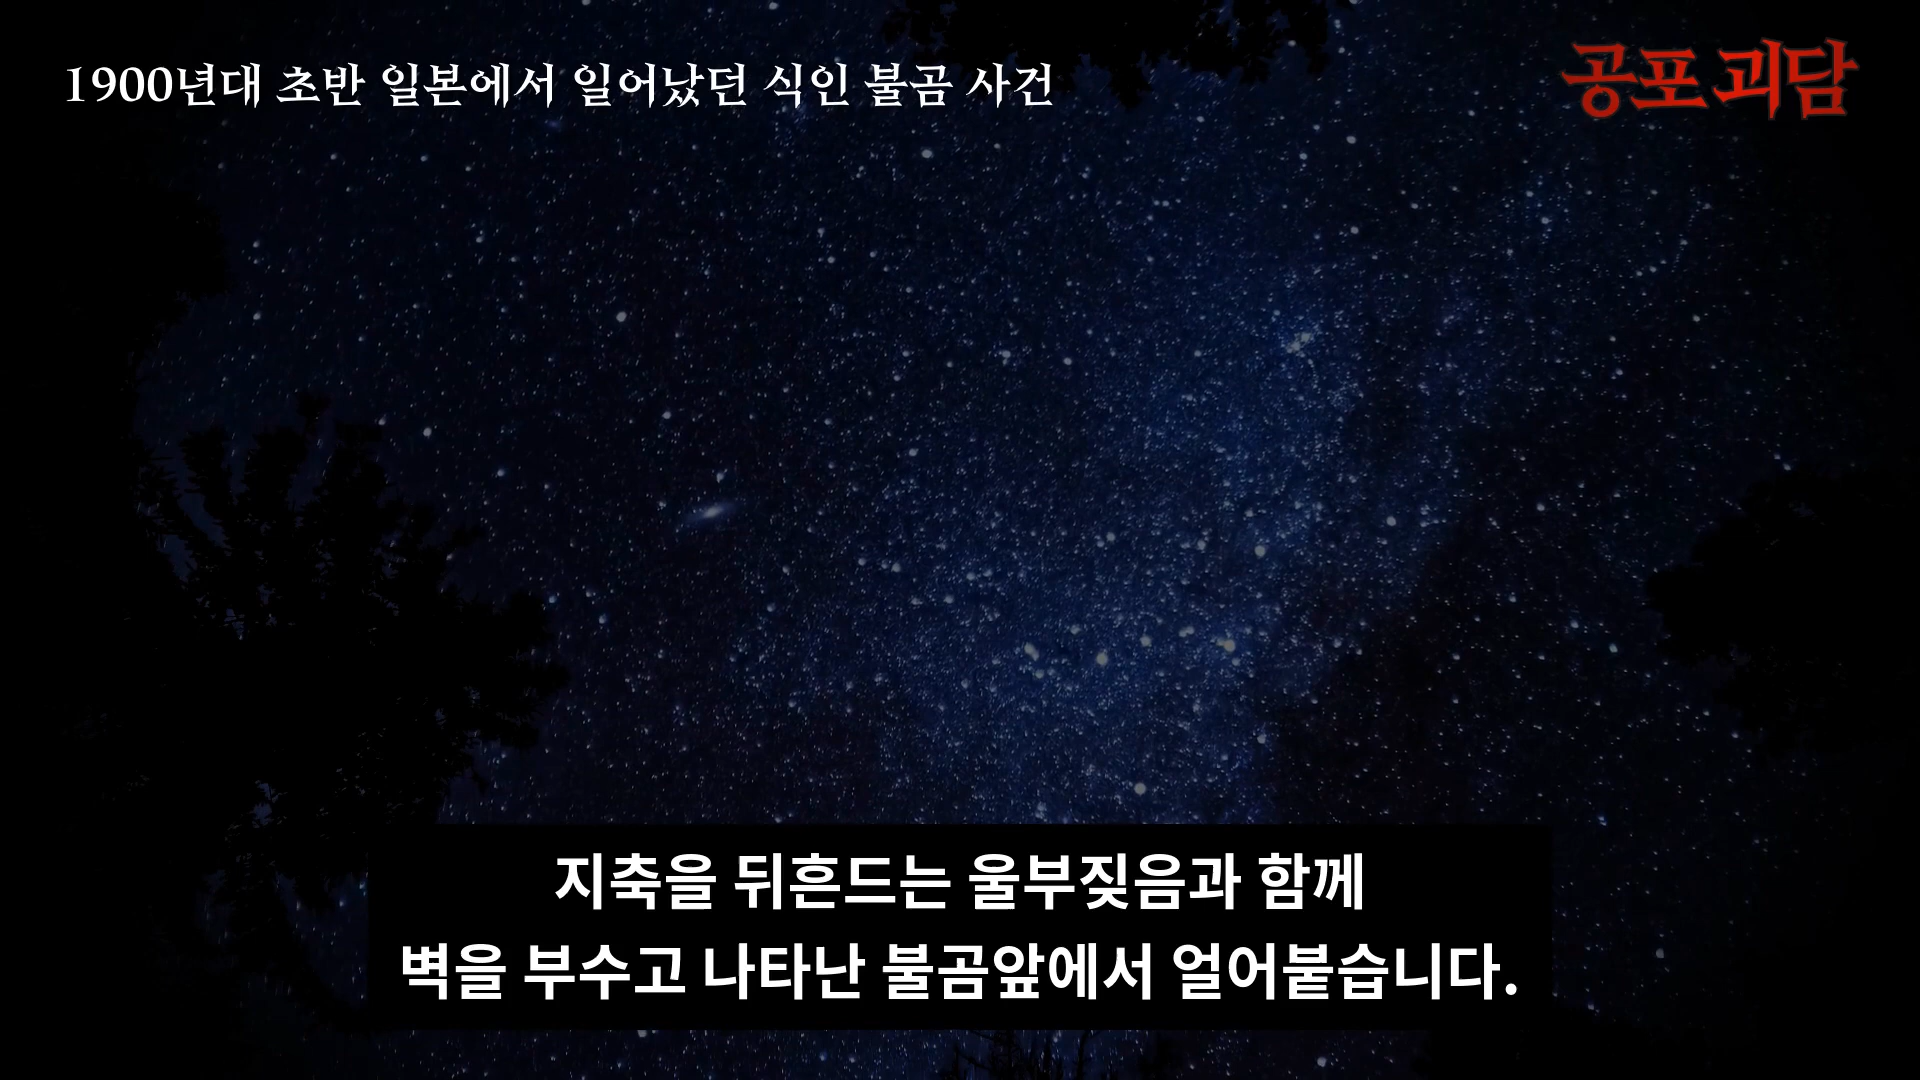 1900년대 초반 일본에서 일어났던 식인 불곰 사건
공포 괴담
지축을 뒤흔드는 울부짖음과 함께
벽을 부수고 나타난 불곰앞에서 얼어붙습니다.